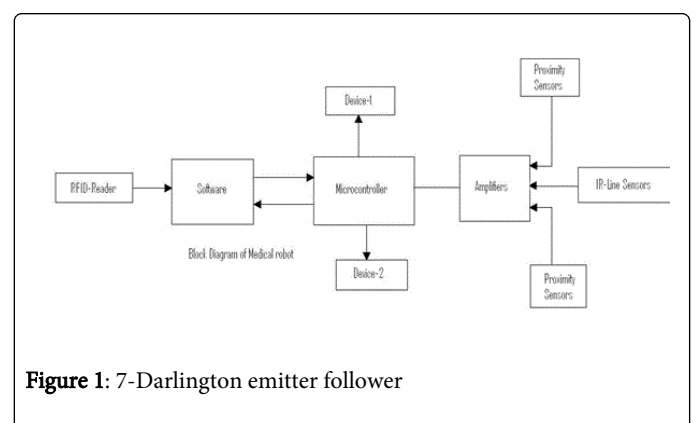 Proximity
Sensors
Device-1
RFID-Reader
Software
Microcontroller
Amplifiers
IR-Line Sensors
Block Diagram of Medical robot
Device-2
Proximity
Sensors
Figure 1: 7-Darlington emitter follower